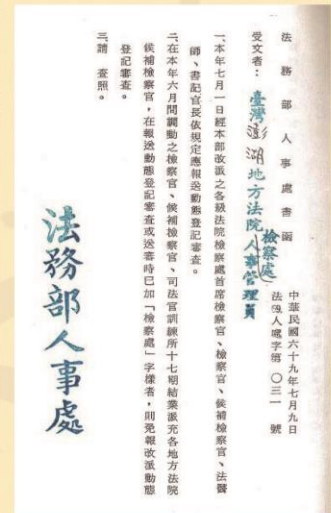 法務部人事處書函
中華民國六十九年七月九日
法69人處字第〇三一號
受文者：臺灣澎湖地方法院檢察處人事管理員
一、本年七月一日經本部改派之各級法院檢察處首席檢察官、檢察官、候補檢察官、法醫
師、書記官長依規定應報送動態登記審查。
二、在本年六月間調動之檢察官、候補檢察官、司法官訓練所十七期結業派充各地方法院
候補檢察官，在報送動態登記審查或送審時已加「檢察處」字樣者，則免報改派動態
登記審查。
三、請 查照。
法務部人事處